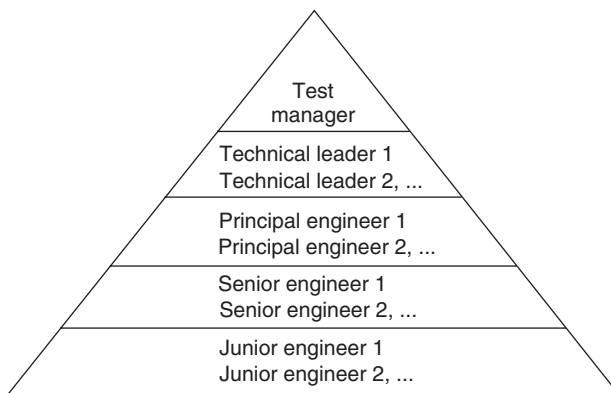 Test
manager
Technical leader 1
Technical leader 2, ...
Principal engineer 1
Principal engineer 2, ...
Senior engineer 1
Senior engineer 2, ...
Junior engineer 1
Junior engineer 2, ...